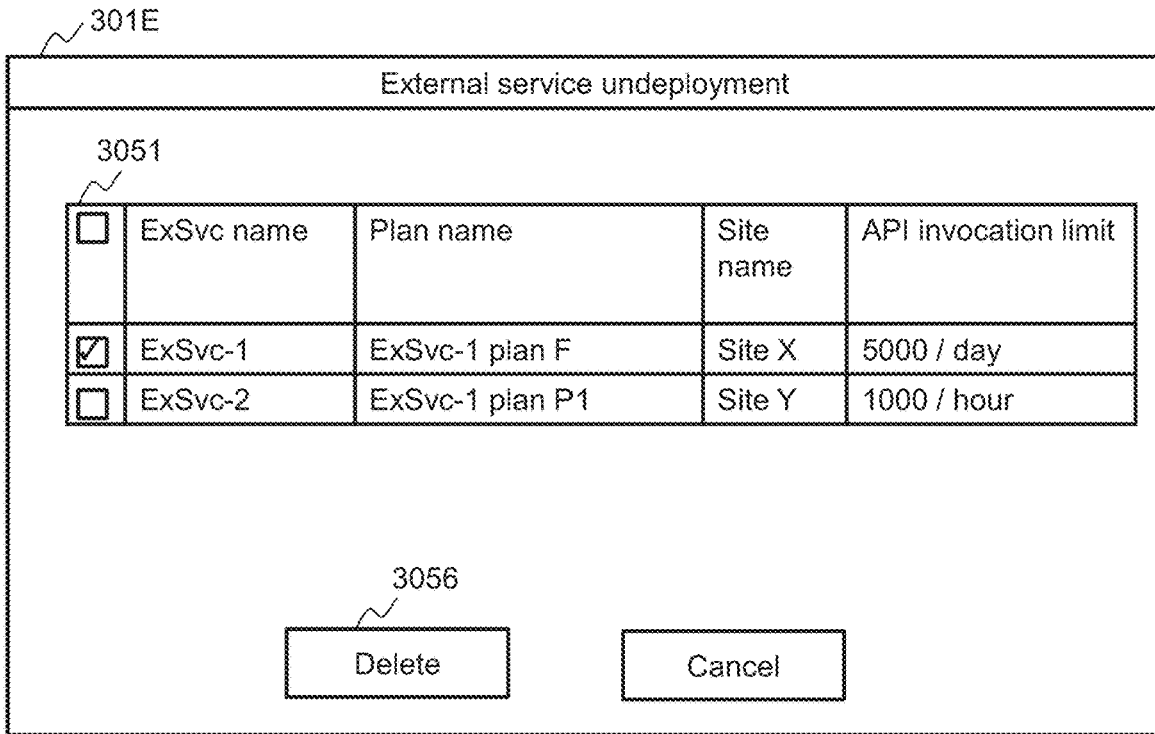 301E
External service undeployment
3051
ExSvc name Plan name Site name API invocation limit
ExSvc-1 ExSvc-1 plan F Site X 5000 / day
ExSvc-2 ExSvc-1 plan P1 Site Y 1000 / hour
3056
Delete Cancel